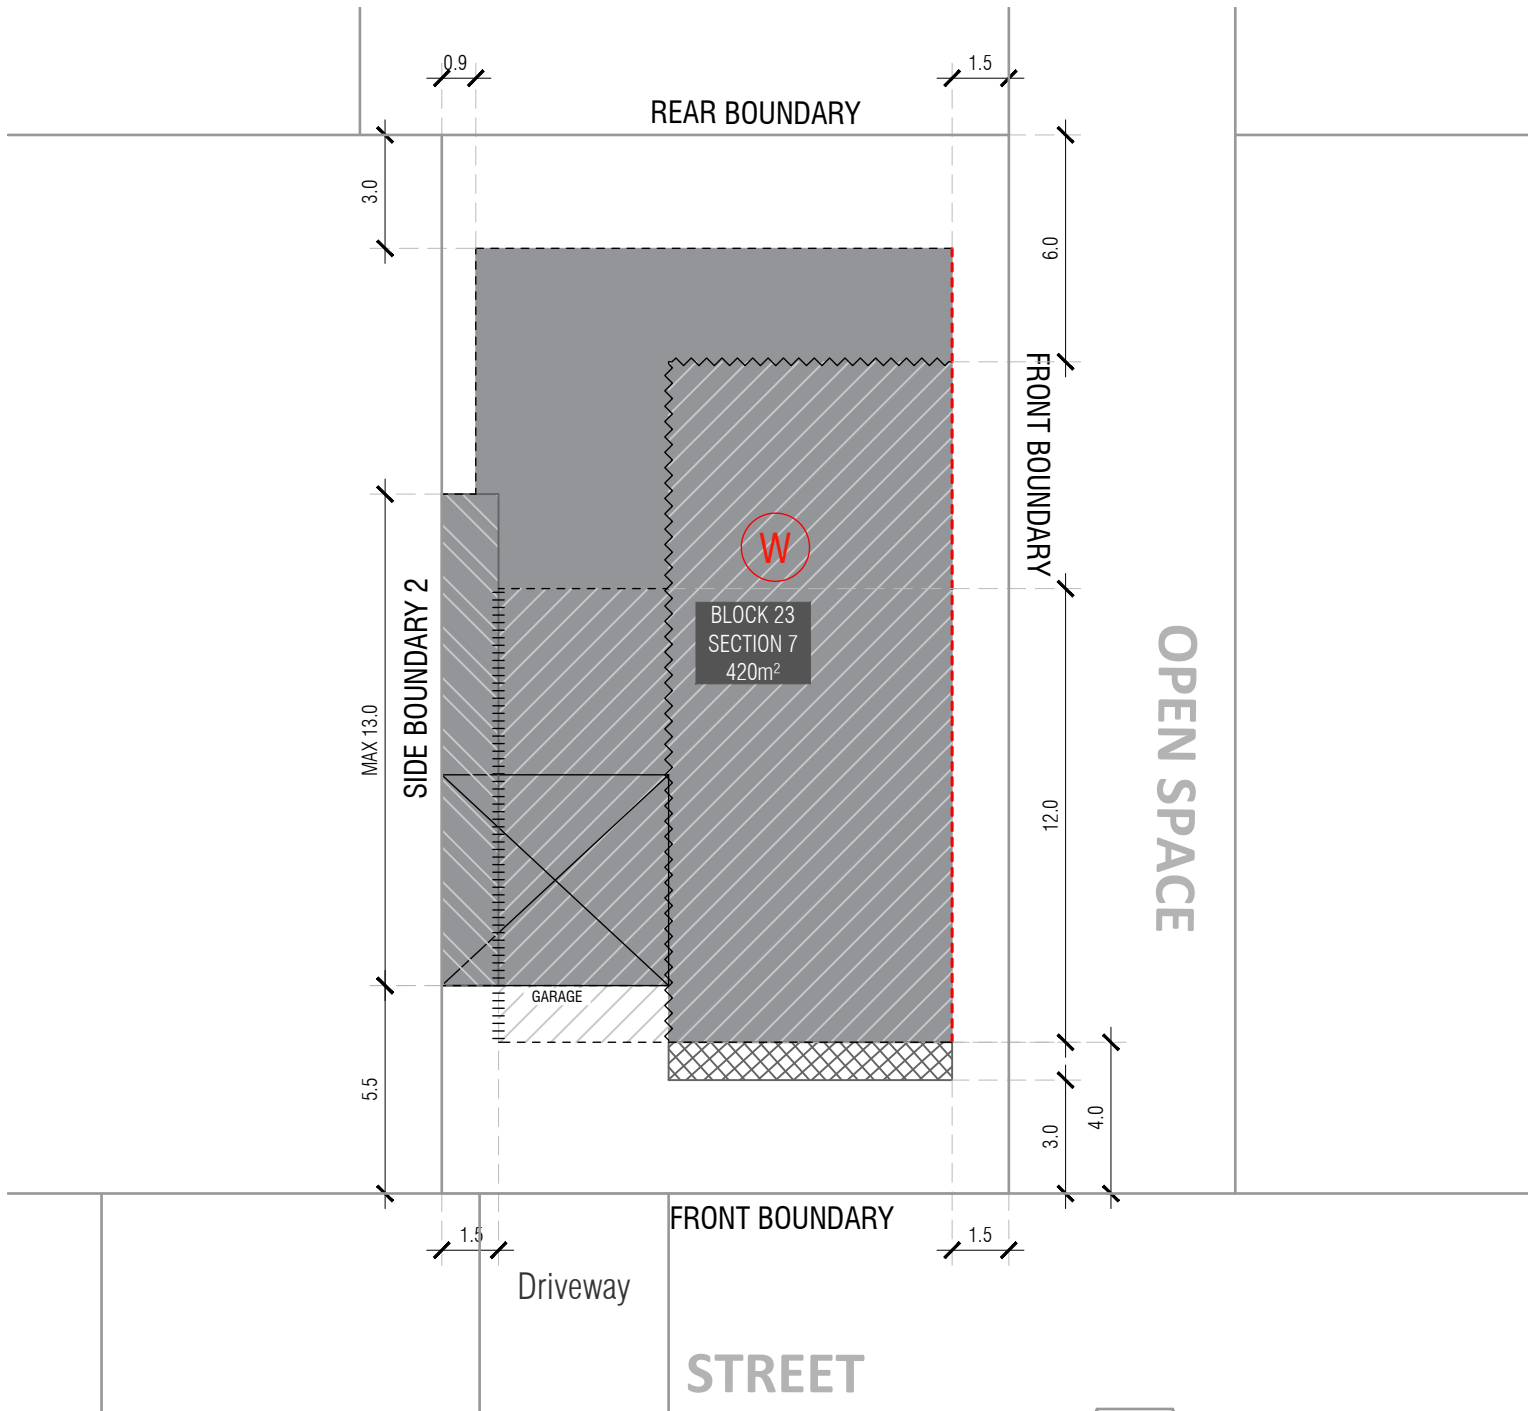 0.9
1.5
REAR BOUNDARY
3.0
6.0
FRONT BOUNDARY
W
BLOCK 23
SECTION 7
420m²
SIDE BOUNDARY 2
MAX 13.0
OPEN SPACE
12.0
GARAGE
5.5
3.0
4.0
FRONT BOUNDARY
1.5
1.5
Driveway
STREET